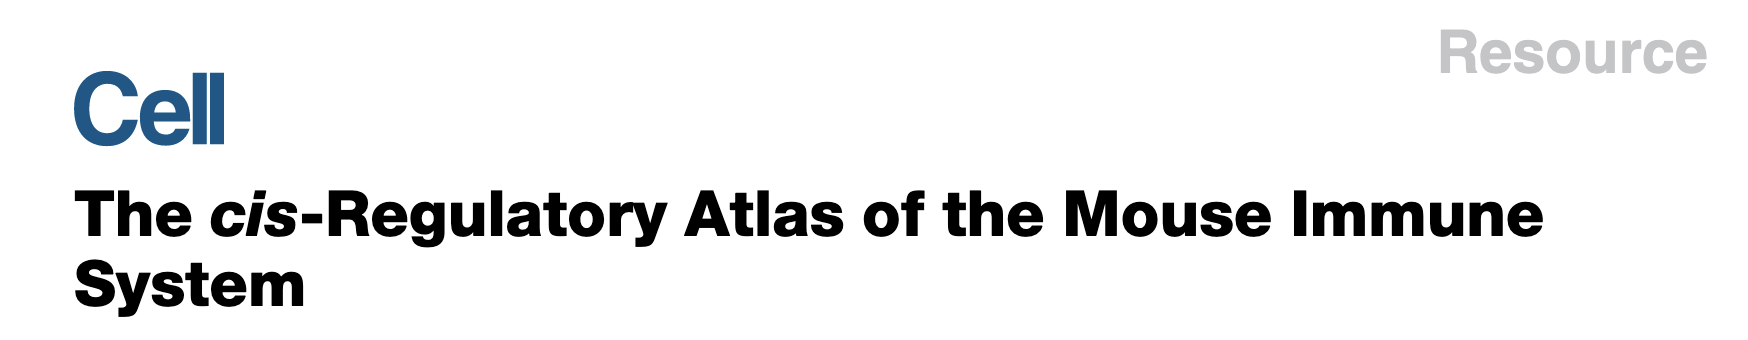 Resource
Cell
The cis-Regulatory Atlas of the Mouse Immune
System